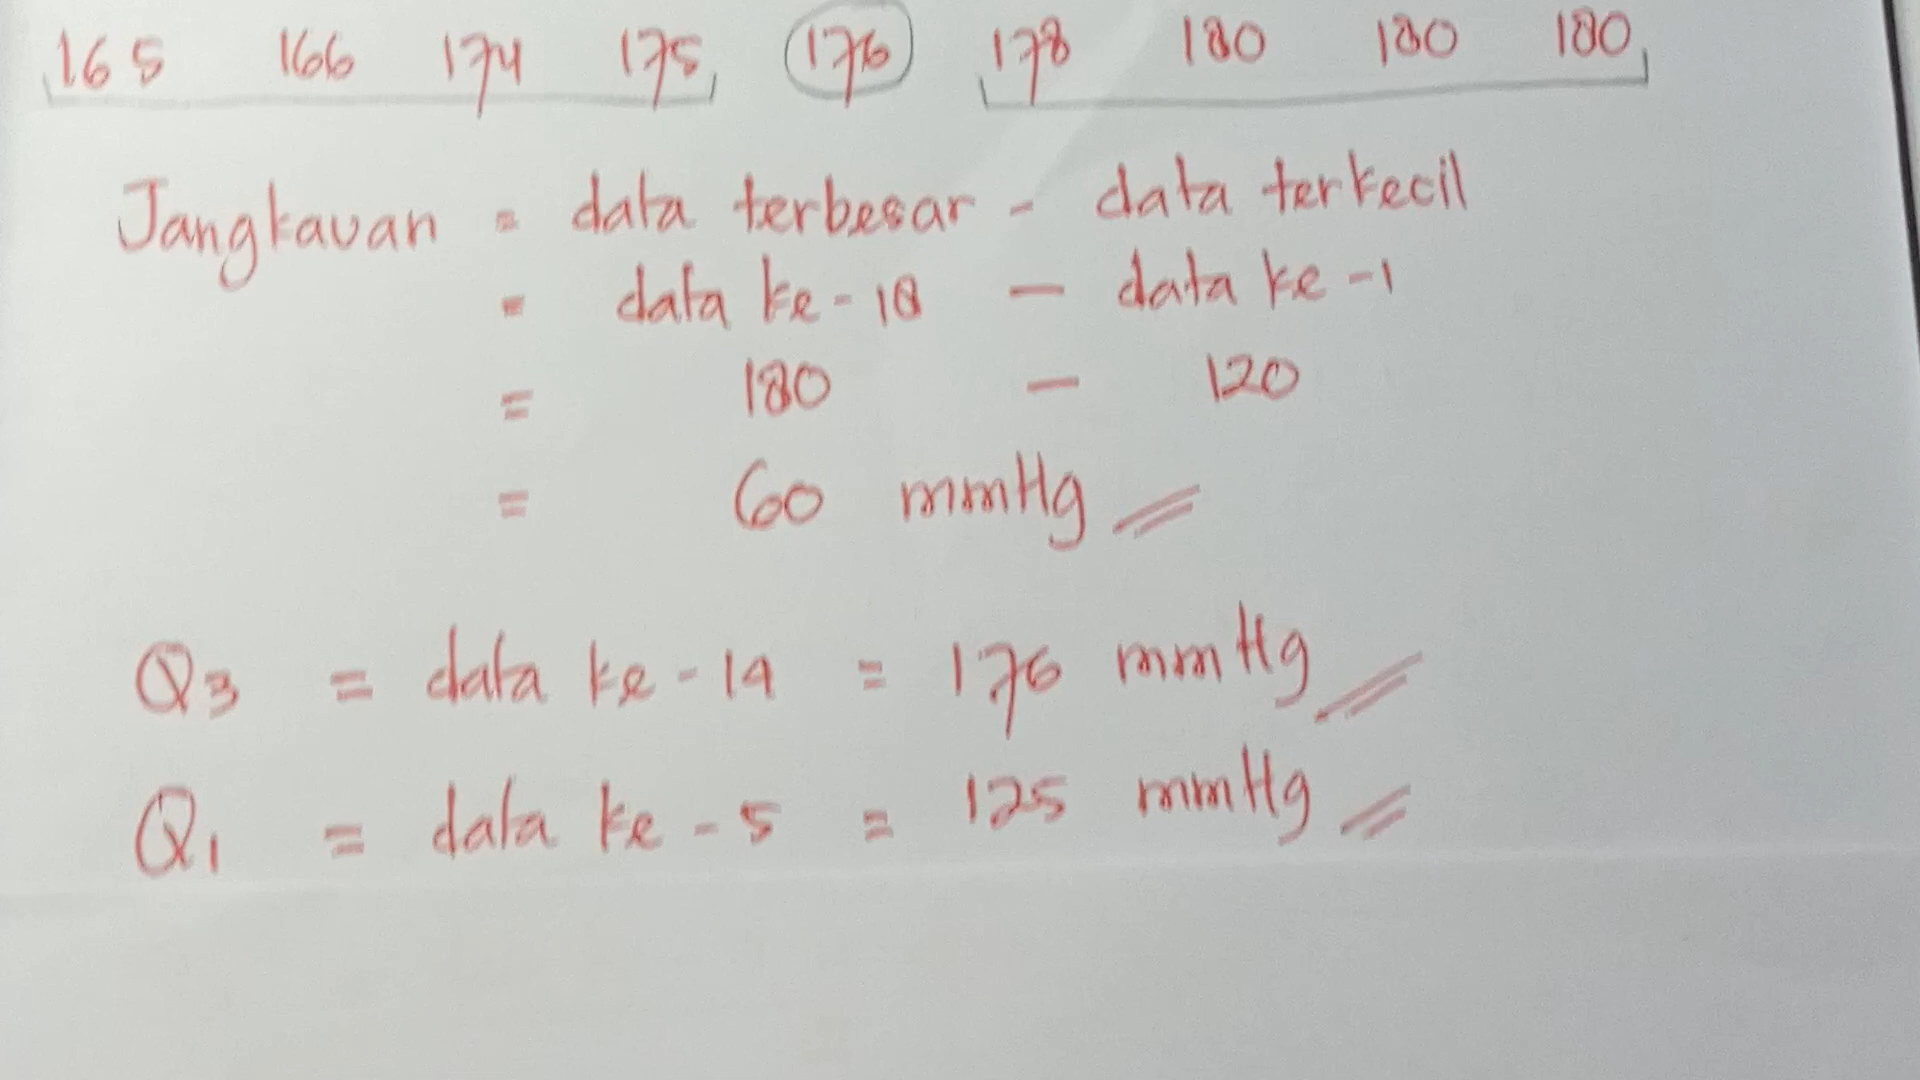 165 166 174 175 176 178 180 180 180
Jangkauan = data terbesar - data terkecil
= data ke-18 - data ke-1
= 180 - 120
= 60 mmHg
Q3 = data ke-14 = 176 mmHg
Q1 = data ke-5 = 125 mmHg